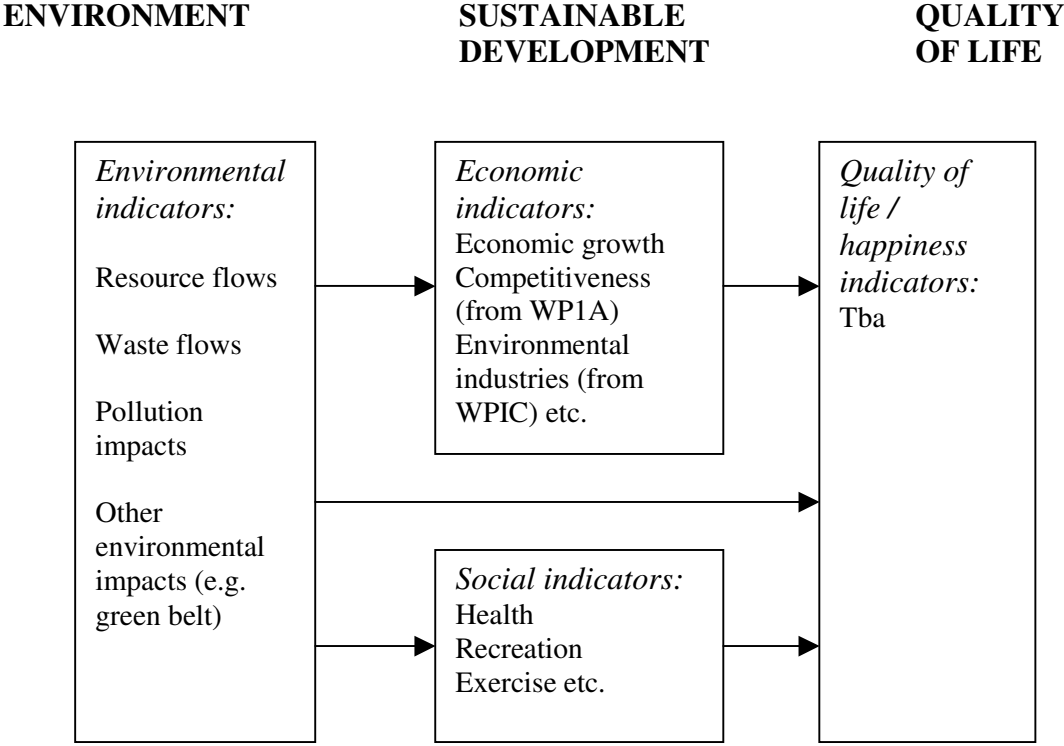 ENVIRONMENT
SUSTAINABLE
DEVELOPMENT
QUALITY
OF LIFE
Environmental
indicators:
Resource flows
Waste flows
Pollution
impacts
Other
environmental
impacts (e.g.
green belt)
Economic
indicators:
Economic growth
Competitiveness
(from WP1A)
Environmental
industries (from
WPIC) etc.
Social indicators:
Health
Recreation
Exercise etc.
Quality of
life /
happiness
indicators:
Tba